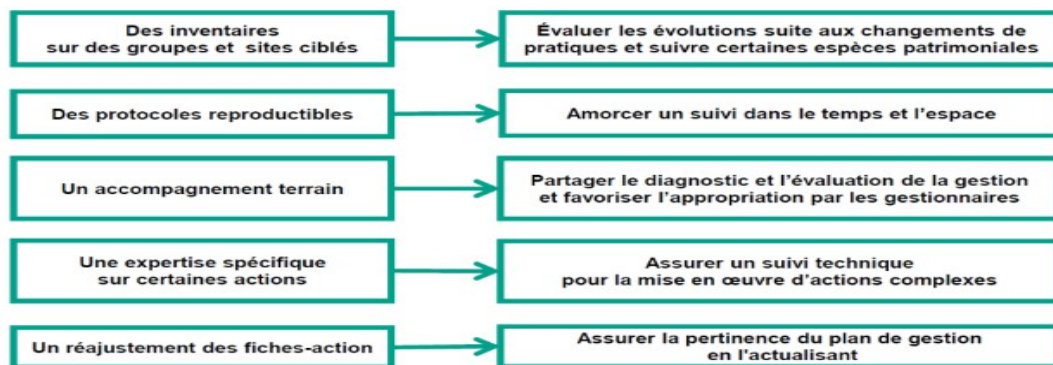 Des inventaires
sur des groupes et sites ciblés
Évaluer les évolutions suite aux changements de
pratiques et suivre certaines espèces patrimoniales
Des protocoles reproductibles
Amorcer un suivi dans le temps et l'espace
Un accompagnement terrain
Partager le diagnostic et l'évaluation de la gestion
et favoriser l'appropriation par les gestionnaires
Une expertise spécifique
sur certaines actions
Assurer un suivi technique
pour la mise en œuvre d'actions complexes
Un réajustement des fiches-action
Assurer la pertinence du plan de gestion
en l'actualisant